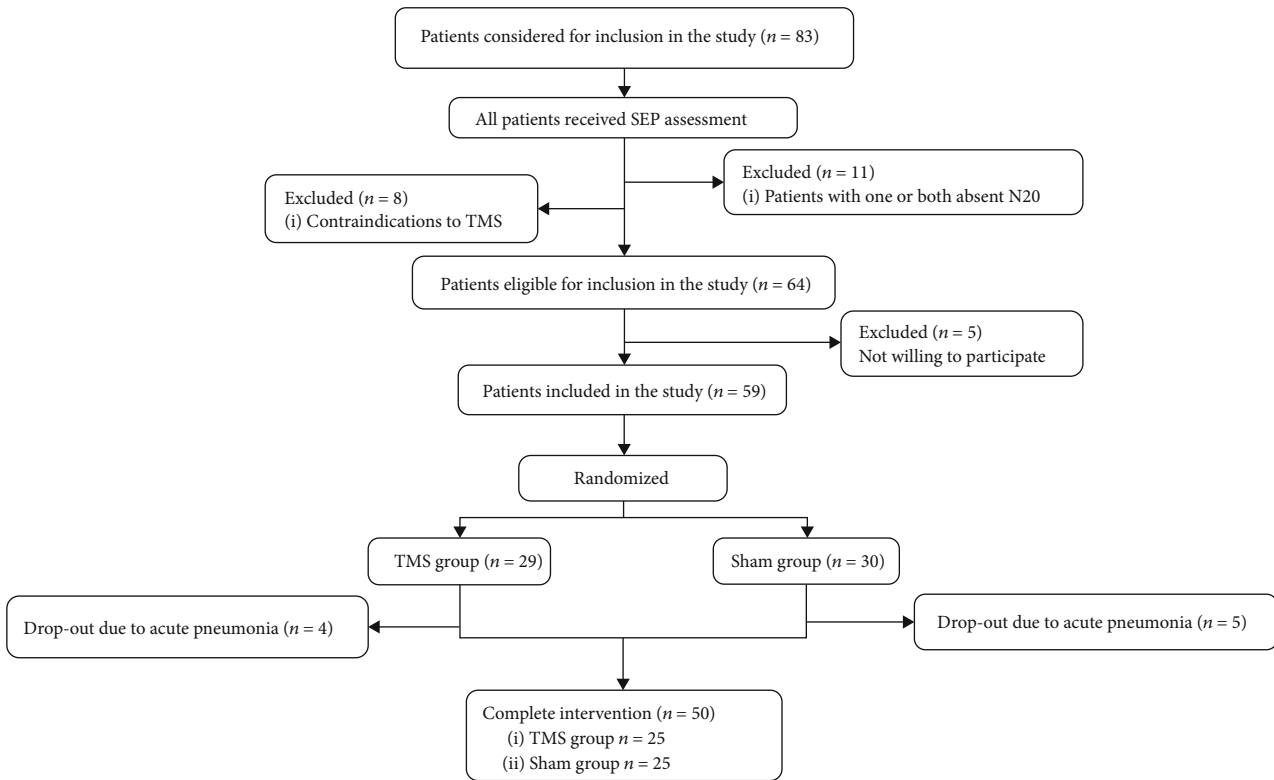 Patients considered for inclusion in the study (n = 83)
All patients received SEP assessment
Excluded (n = 11)
(i) Patients with one or both absent N20
Excluded (n = 8)
(i) Contraindications to TMS
Patients eligible for inclusion in the study (n = 64)
Excluded (n = 5)
Not willing to participate
Patients included in the study (n = 59)
Randomized
TMS group (n = 29)
Sham group (n = 30)
Drop-out due to acute pneumonia (n = 4)
Drop-out due to acute pneumonia (n = 5)
Complete intervention (n = 50)
(i) TMS group n = 25
(ii) Sham group n = 25